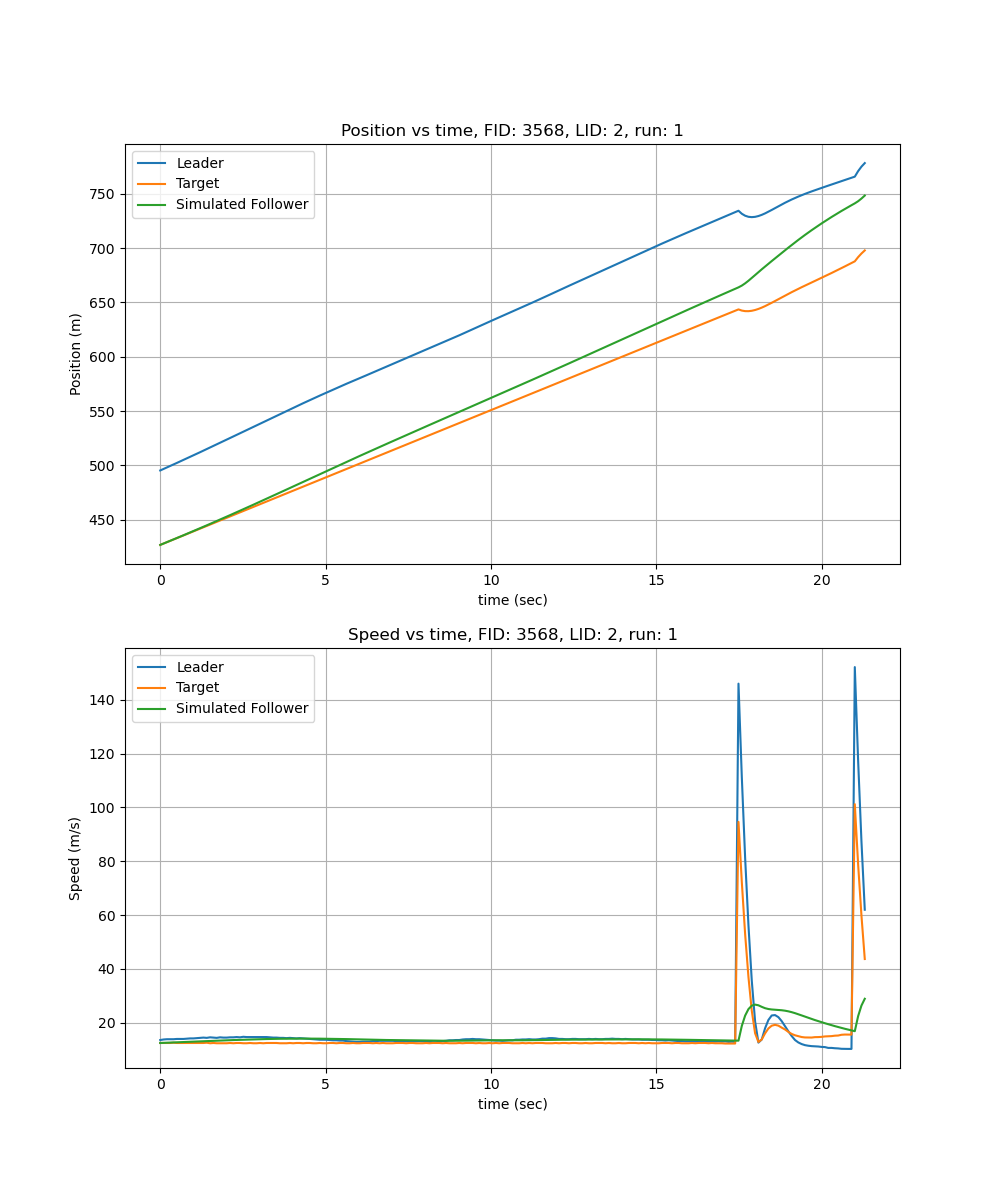 Position vs time, FID: 3568, LID: 2, run: 1
Leader
Target
Simulated Follower
750
700
650
600
550
500
450
Position (m)
0 5 10 15 20
time (sec)
Speed vs time, FID: 3568, LID: 2, run: 1
Leader
Target
Simulated Follower
140
120
100
80
60
40
20
Speed (m/s)
0 5 10 15 20
time (sec)